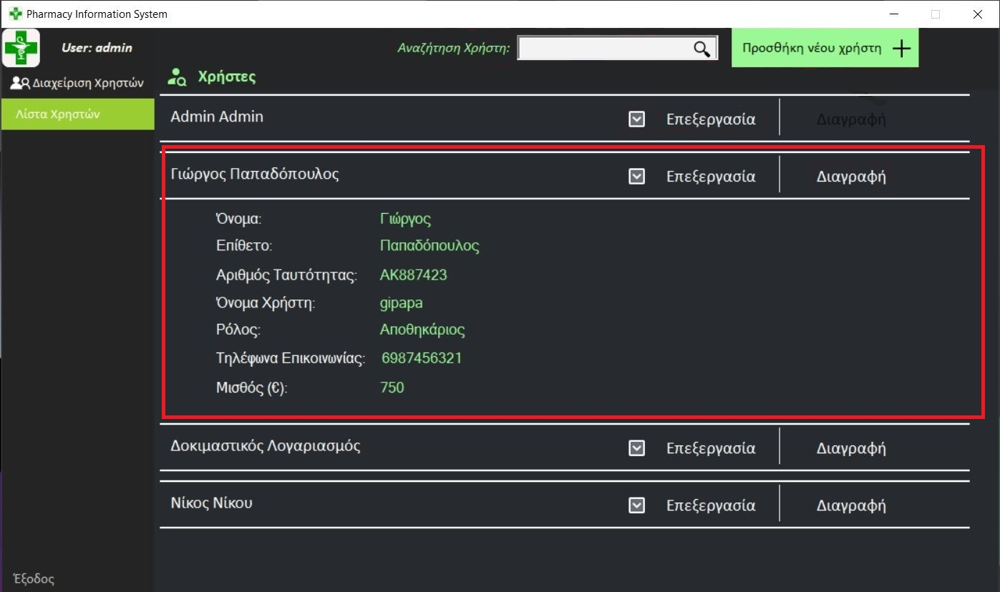 Pharmacy Information System
User: admin
Αναζήτηση Χρήστη:
Προσθήκη νέου χρήστη
Διαχείριση Χρηστών
Λίστα Χρηστών
Έξοδος
Χρήστες
Admin Admin Επεξεργασία Διαγραφή
Γιώργος Παπαδόπουλος Επεξεργασία Διαγραφή
Όνομα: Γιώργος
Επίθετο: Παπαδόπουλος
Αριθμός Ταυτότητας: AK887423
Όνομα Χρήστη: gipapa
Ρόλος: Αποθηκάριος
Τηλέφωνα Επικοινωνίας: 6987456321
Μισθός (€): 750
Δοκιμαστικός Λογαριασμός Επεξεργασία Διαγραφή
Νίκος Νίκου Επεξεργασία Διαγραφή